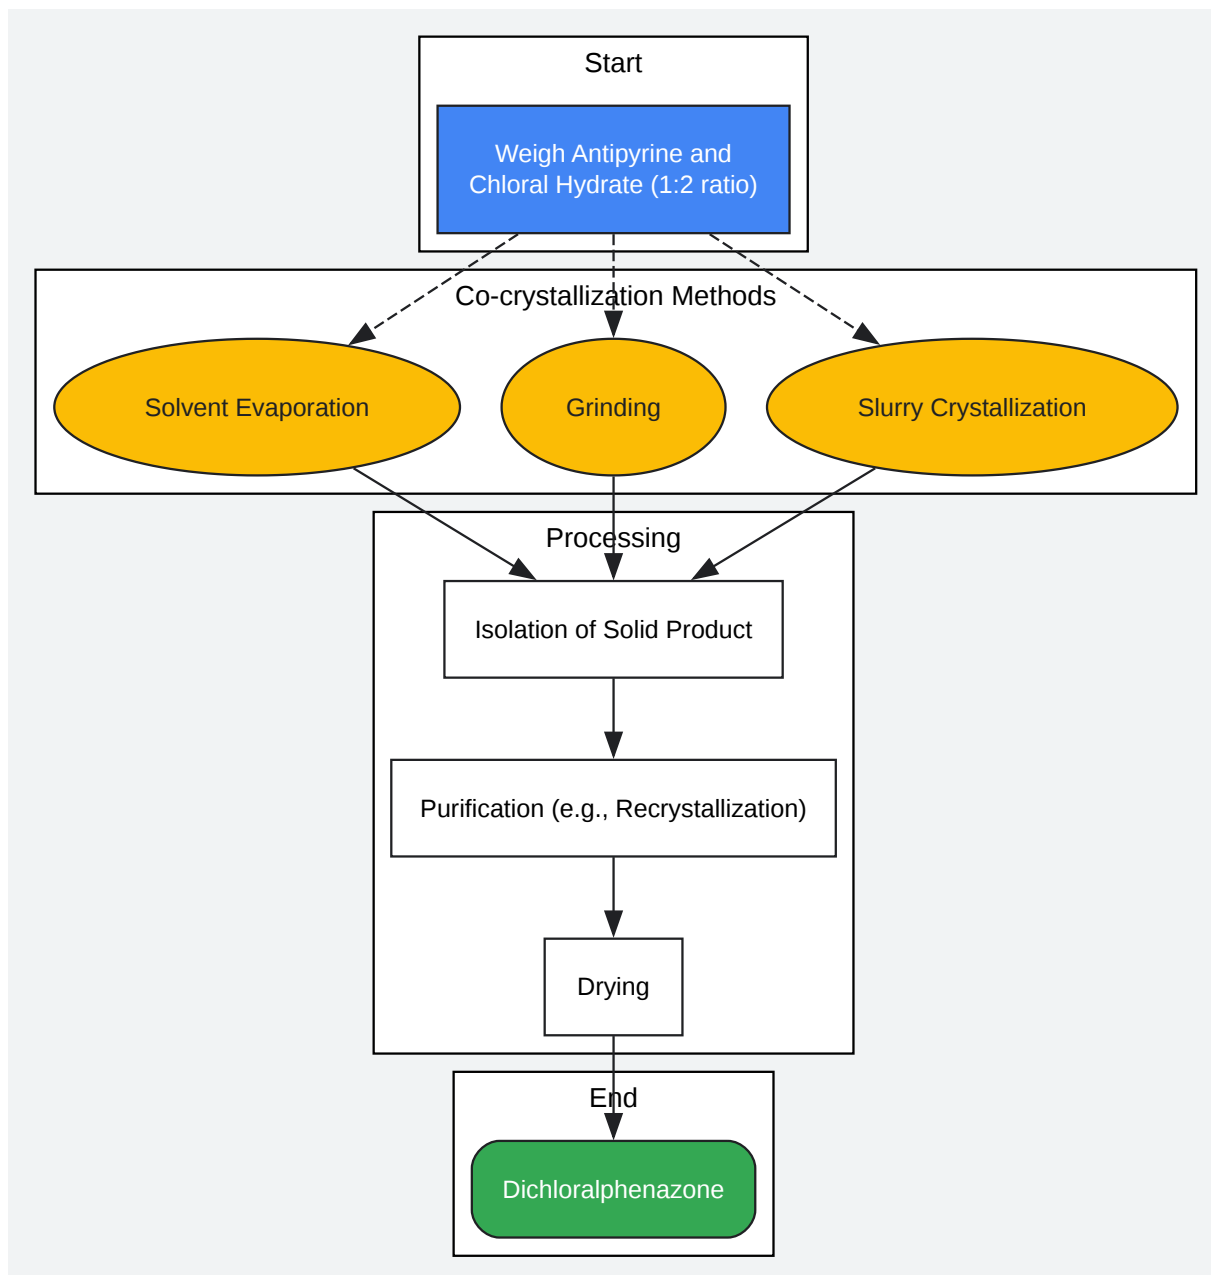 Start
Weigh Antipyrine and
Chloral Hydrate (1:2 ratio)
Co-crystallization Methods
Solvent Evaporation
Grinding
Slurry Crystallization
Processing
Isolation of Solid Product
Purification (e.g., Recrystallization)
Drying
End
Dichloralphenazone